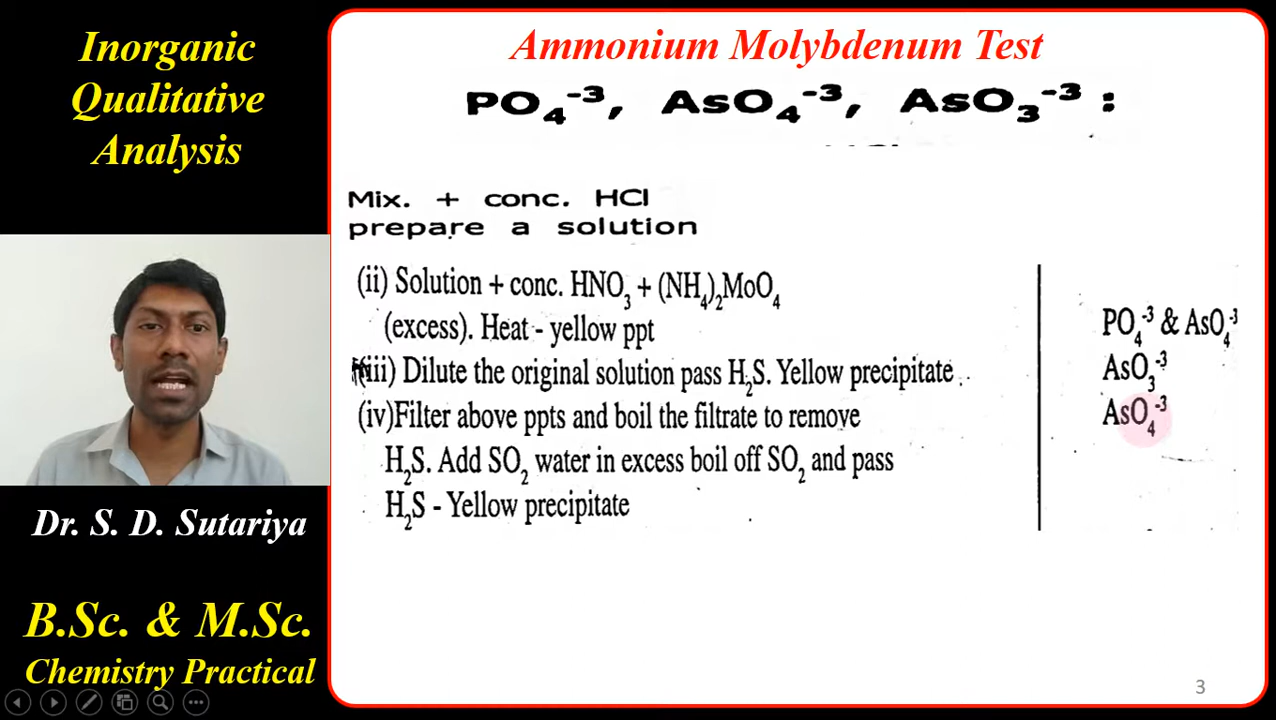 Inorganic
Qualitative
Analysis
Dr. S. D. Sutariya
B.Sc. & M.Sc.
Chemistry Practical
Ammonium Molybdenum Test
PO₄⁻³, AsO₄⁻³, AsO₃⁻³ :
Mix. + conc. HCl
prepare a solution
(ii) Solution + conc. HNO₃ + (NH₄)₂MoO₄
(excess). Heat - yellow ppt
PO₄⁻³ & AsO₄⁻³
(iii) Dilute the original solution pass H₂S. Yellow precipitate
AsO₃⁻³
(iv)Filter above ppts and boil the filtrate to remove
AsO₄⁻³
H₂S. Add SO₂ water in excess boil off SO₂ and pass
H₂S - Yellow precipitate
3